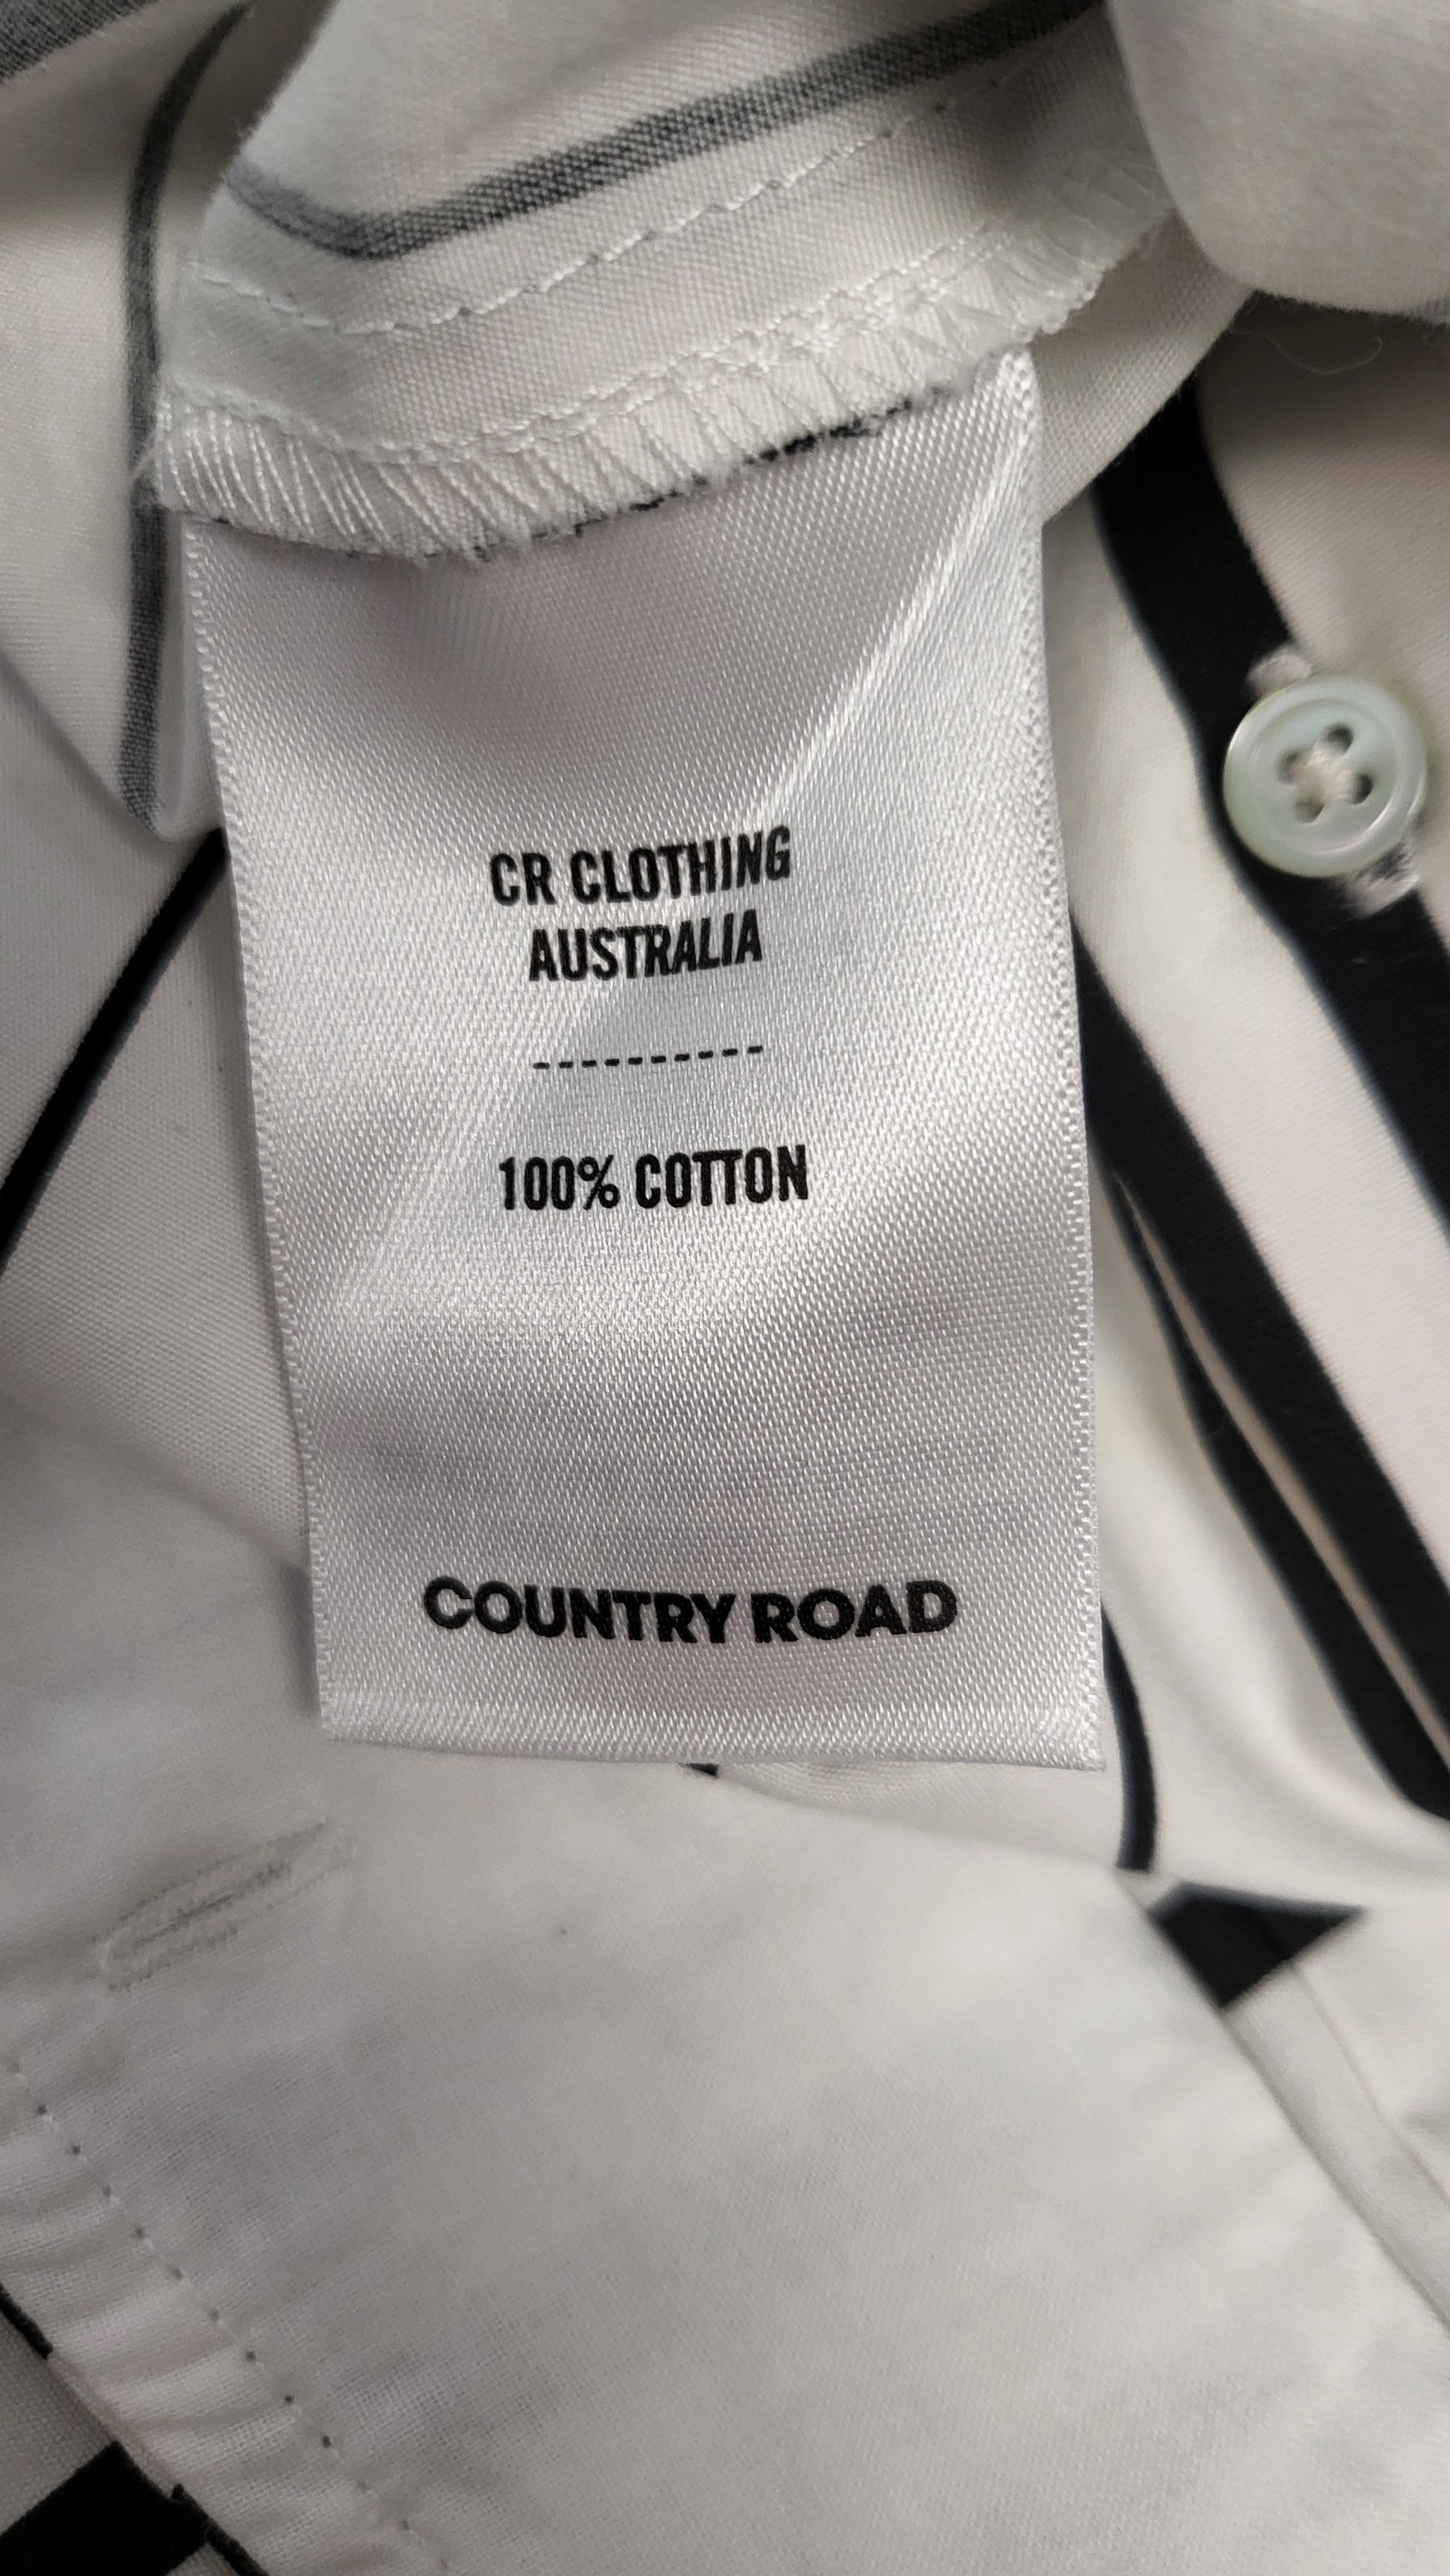 CR CLOTHING
AUSTRALIA
----------
100% COTTON
COUNTRY ROAD